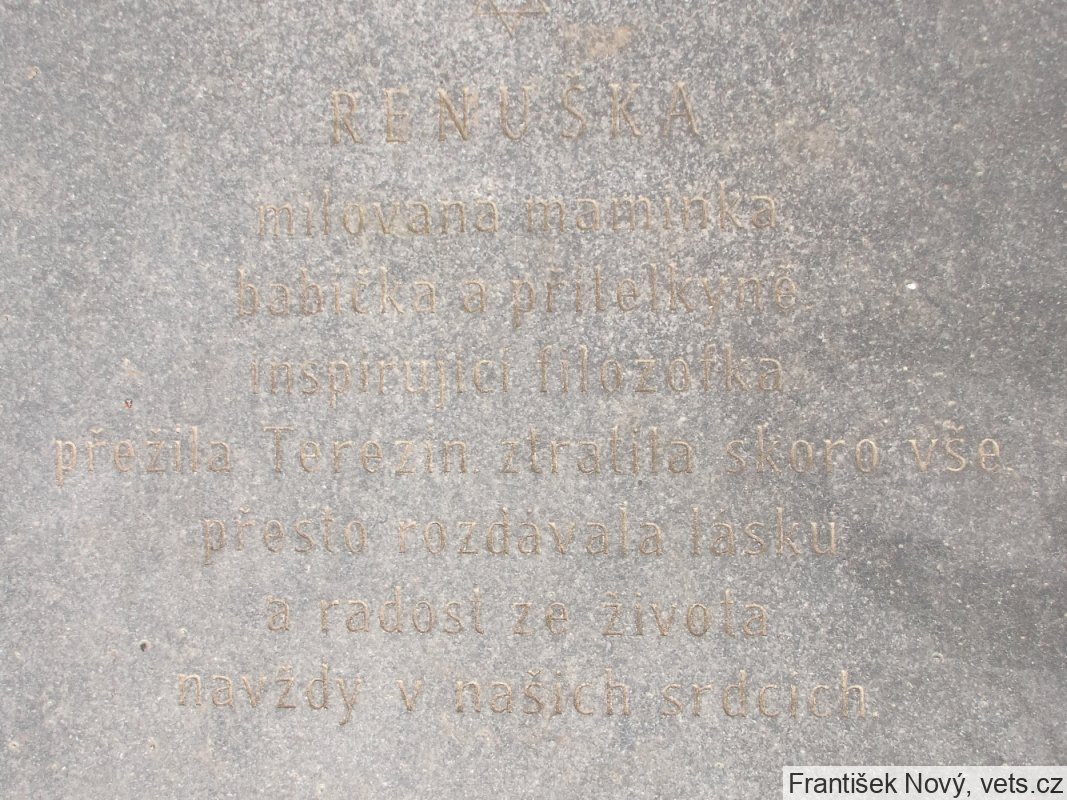 RENUŠKA
milovaná maminka
babička a přítelkyně
inspirující filozofka
přežila Terezín, ztratila skoro vše
přesto rozdávala lásku
a radost ze života
navždy v našich srdcích
František Nový, vets.cz